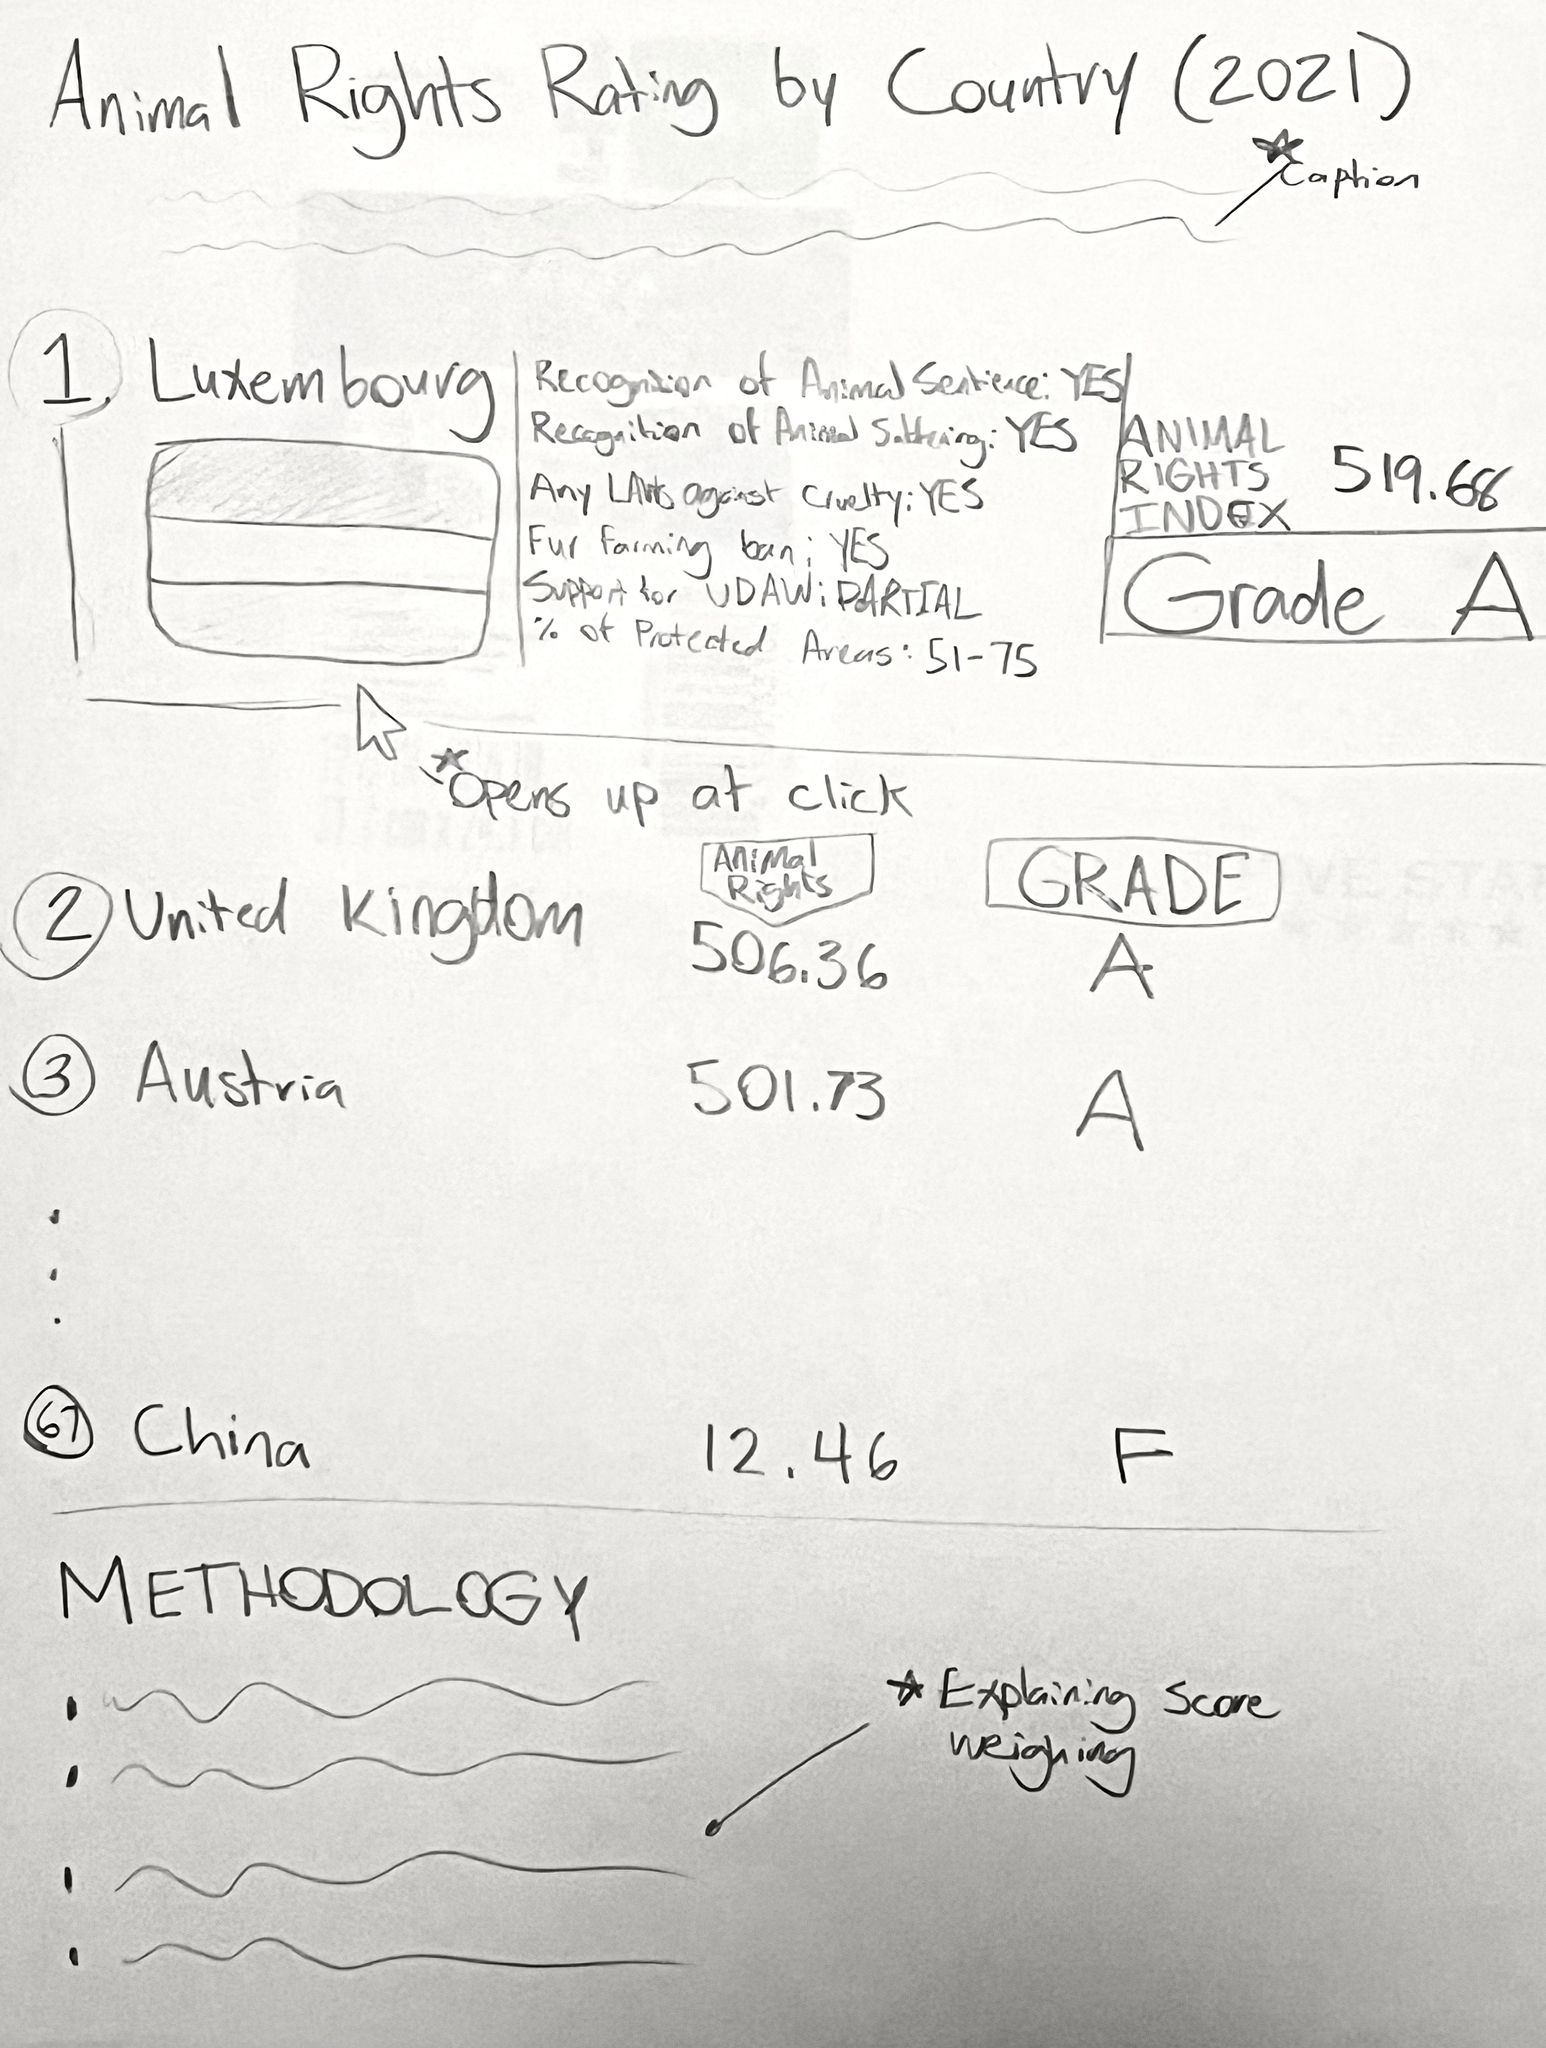 Animal Rights Rating by Country (2021)
Caption
1. Luxembourg
Recognition of Animal Sentience: YES
Recognition of Animal Suffering: YES
Any LAWs against Cruelty: YES
Fur Farming ban: YES
Support for UDAW: PARTIAL
% of Protected Areas: 51-75
ANIMAL
RIGHTS
INDEX
519.68
Grade A
Opens up at click
Animal
Rights
GRADE
2 United Kingdom 506.36 A
3 Austria 501.73 A
67 China 12.46 F
METHODOLOGY
Explaining Score
weighing